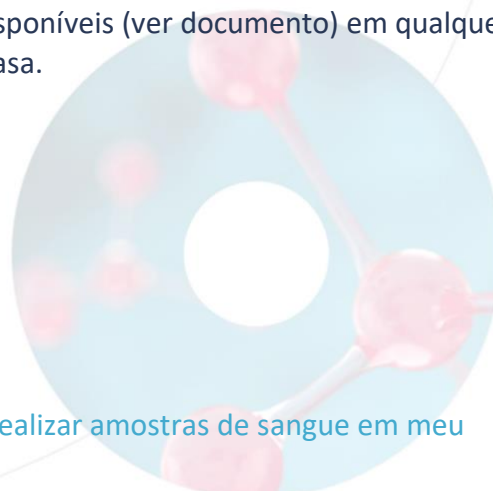 sponíveis (ver documento) em qualque
asa.
ealizar amostras de sangue em meu